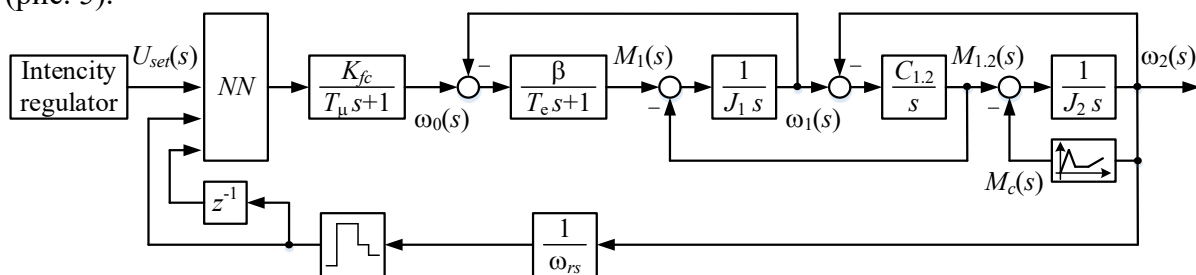 (рис. 5).
Intencity
regulator
U_set(s)
NN
K_fc
T_μ s+1
ω_0(s)
−
β
T_e s+1
M_1(s)
−
1
J_1 s
ω_1(s)
−
C_1.2
s
M_1.2(s)
−
1
J_2 s
ω_2(s)
M_c(s)
z^-1
1
ω_rs